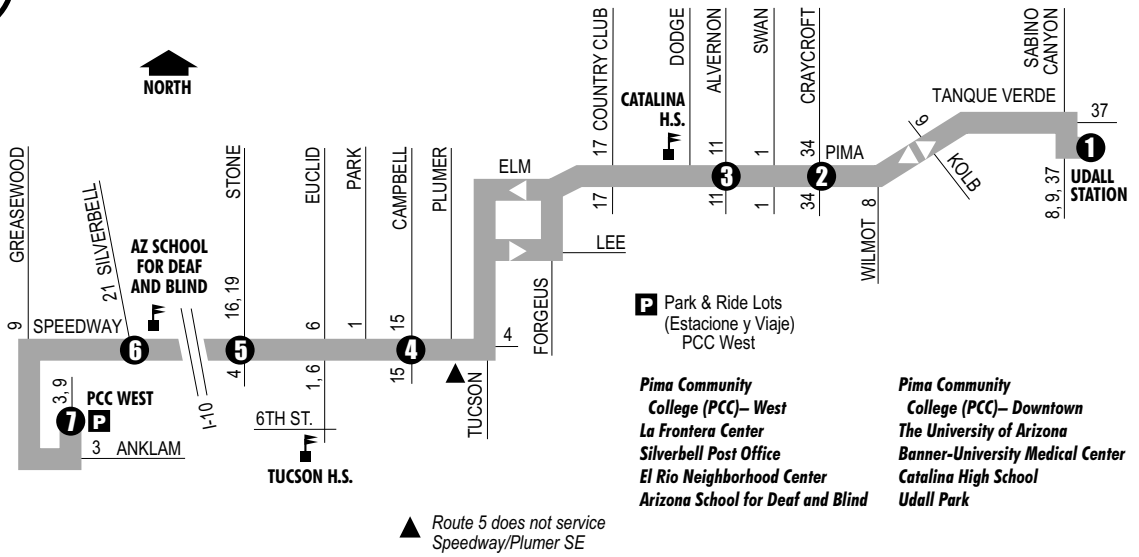 NORTH
GREASEWOOD
9
SPEEDWAY
21 SILVERBELL
AZ SCHOOL
FOR DEAF
AND BLIND
6
I-10
STONE
16, 19
5
4
EUCLID
6
1, 6
PARK
1
CAMPBELL
15
4
15
PLUMER
TUCSON
4
6TH ST.
TUCSON H.S.
3, 9
PCC WEST
7
P
3 ANKLAM
ELM
LEE
FORGEUS
COUNTRY CLUB
17
17
DODGE
CATALINA
H.S.
ALVERNON
11
3
11
SWAN
1
1
CRAYCROFT
34
2
34
PIMA
WILMOT 8
9
KOLB
TANQUE VERDE
SABINO
CANYON
37
1
UDALL
STATION
8, 9, 37
P Park & Ride Lots
(Estacione y Viaje)
PCC West
Pima Community
College (PCC)– West
La Frontera Center
Silverbell Post Office
El Rio Neighborhood Center
Arizona School for Deaf and Blind
Pima Community
College (PCC)– Downtown
The University of Arizona
Banner-University Medical Center
Catalina High School
Udall Park
Route 5 does not service
Speedway/Plumer SE